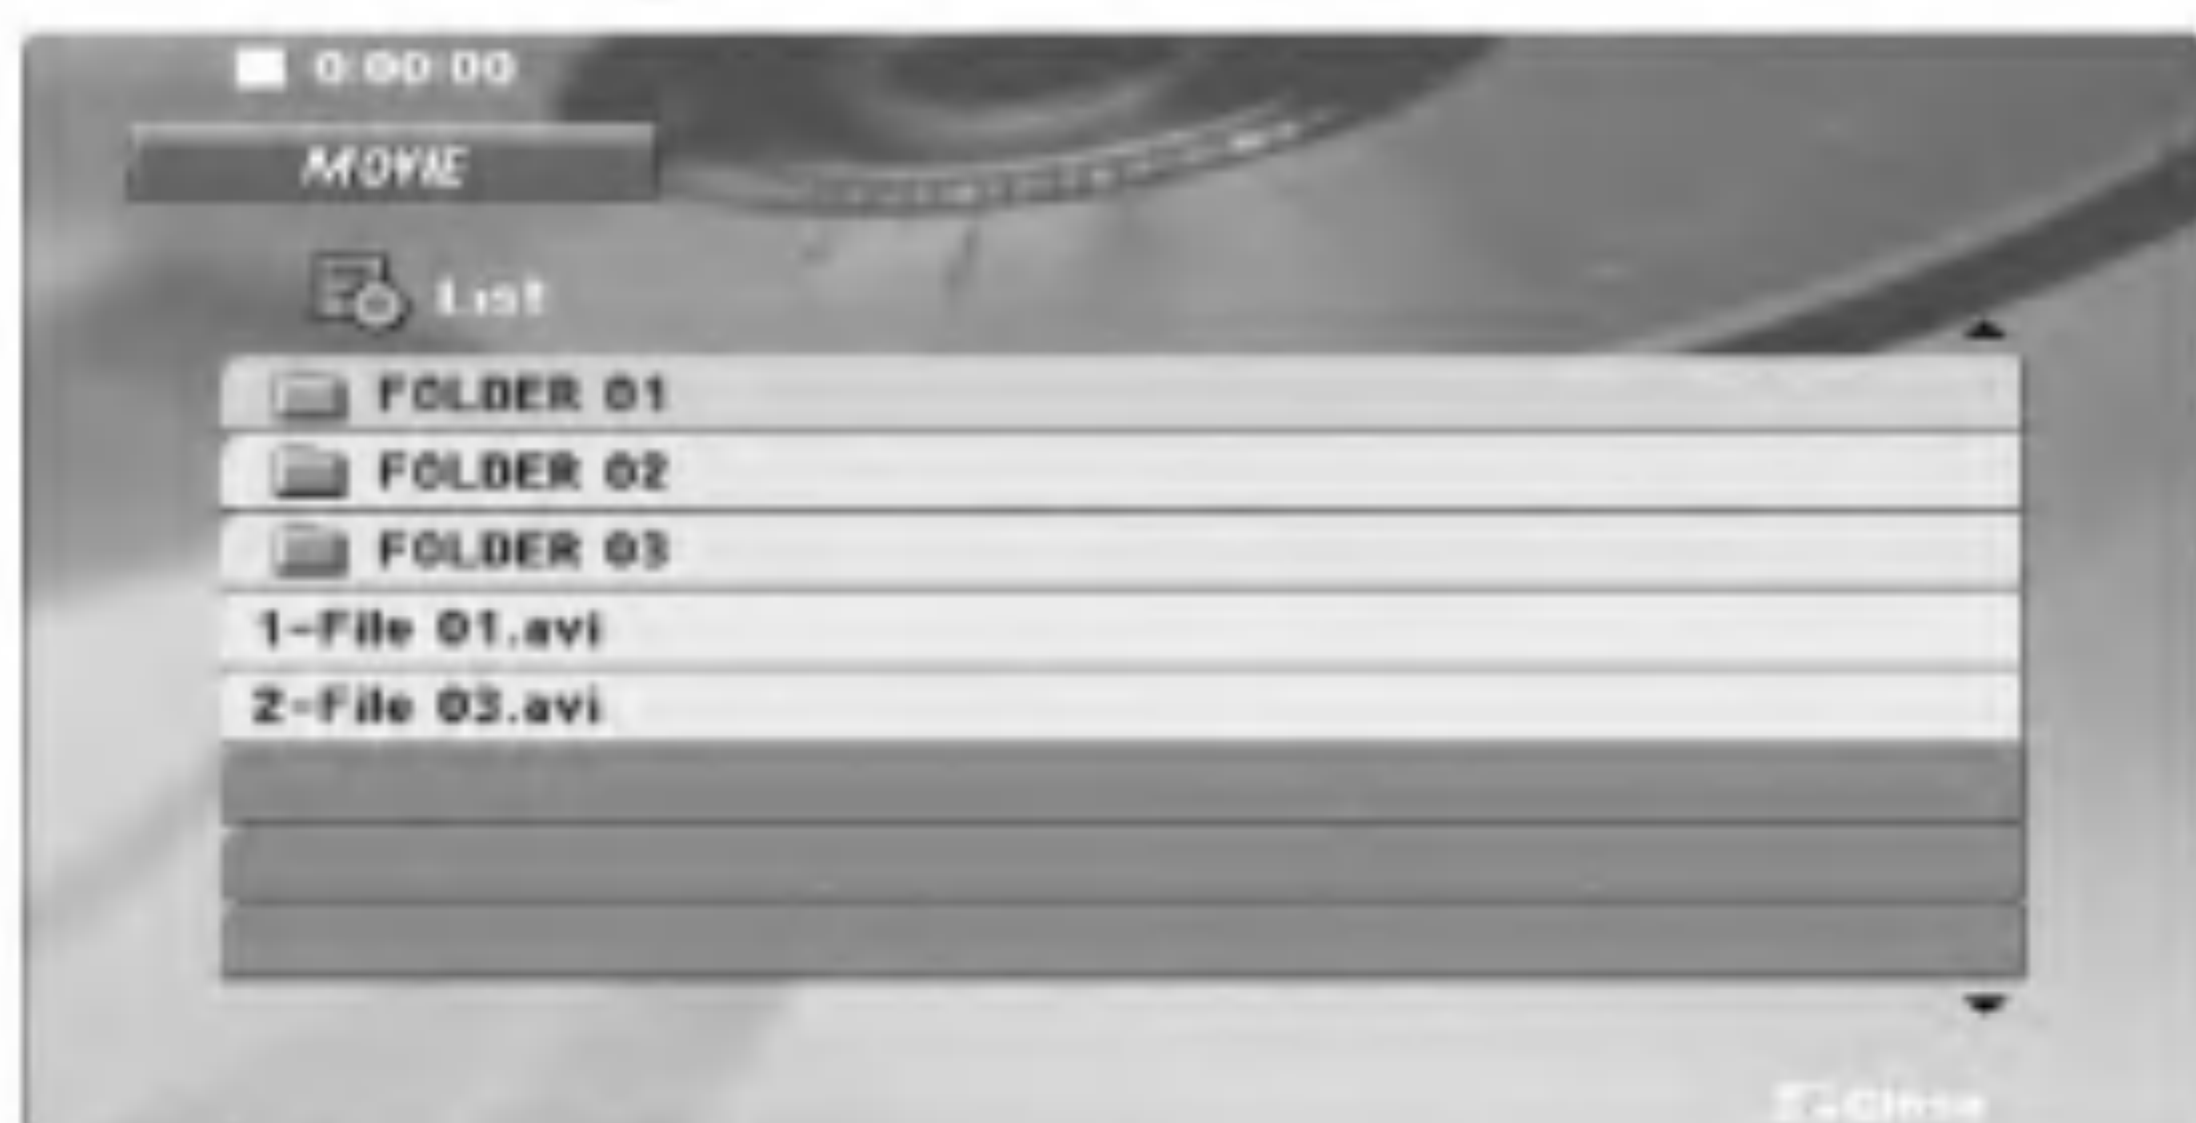 0:00:00
MOVIE
List
FOLDER 01
FOLDER 02
FOLDER 03
1-File 01.avi
2-File 03.avi
Close